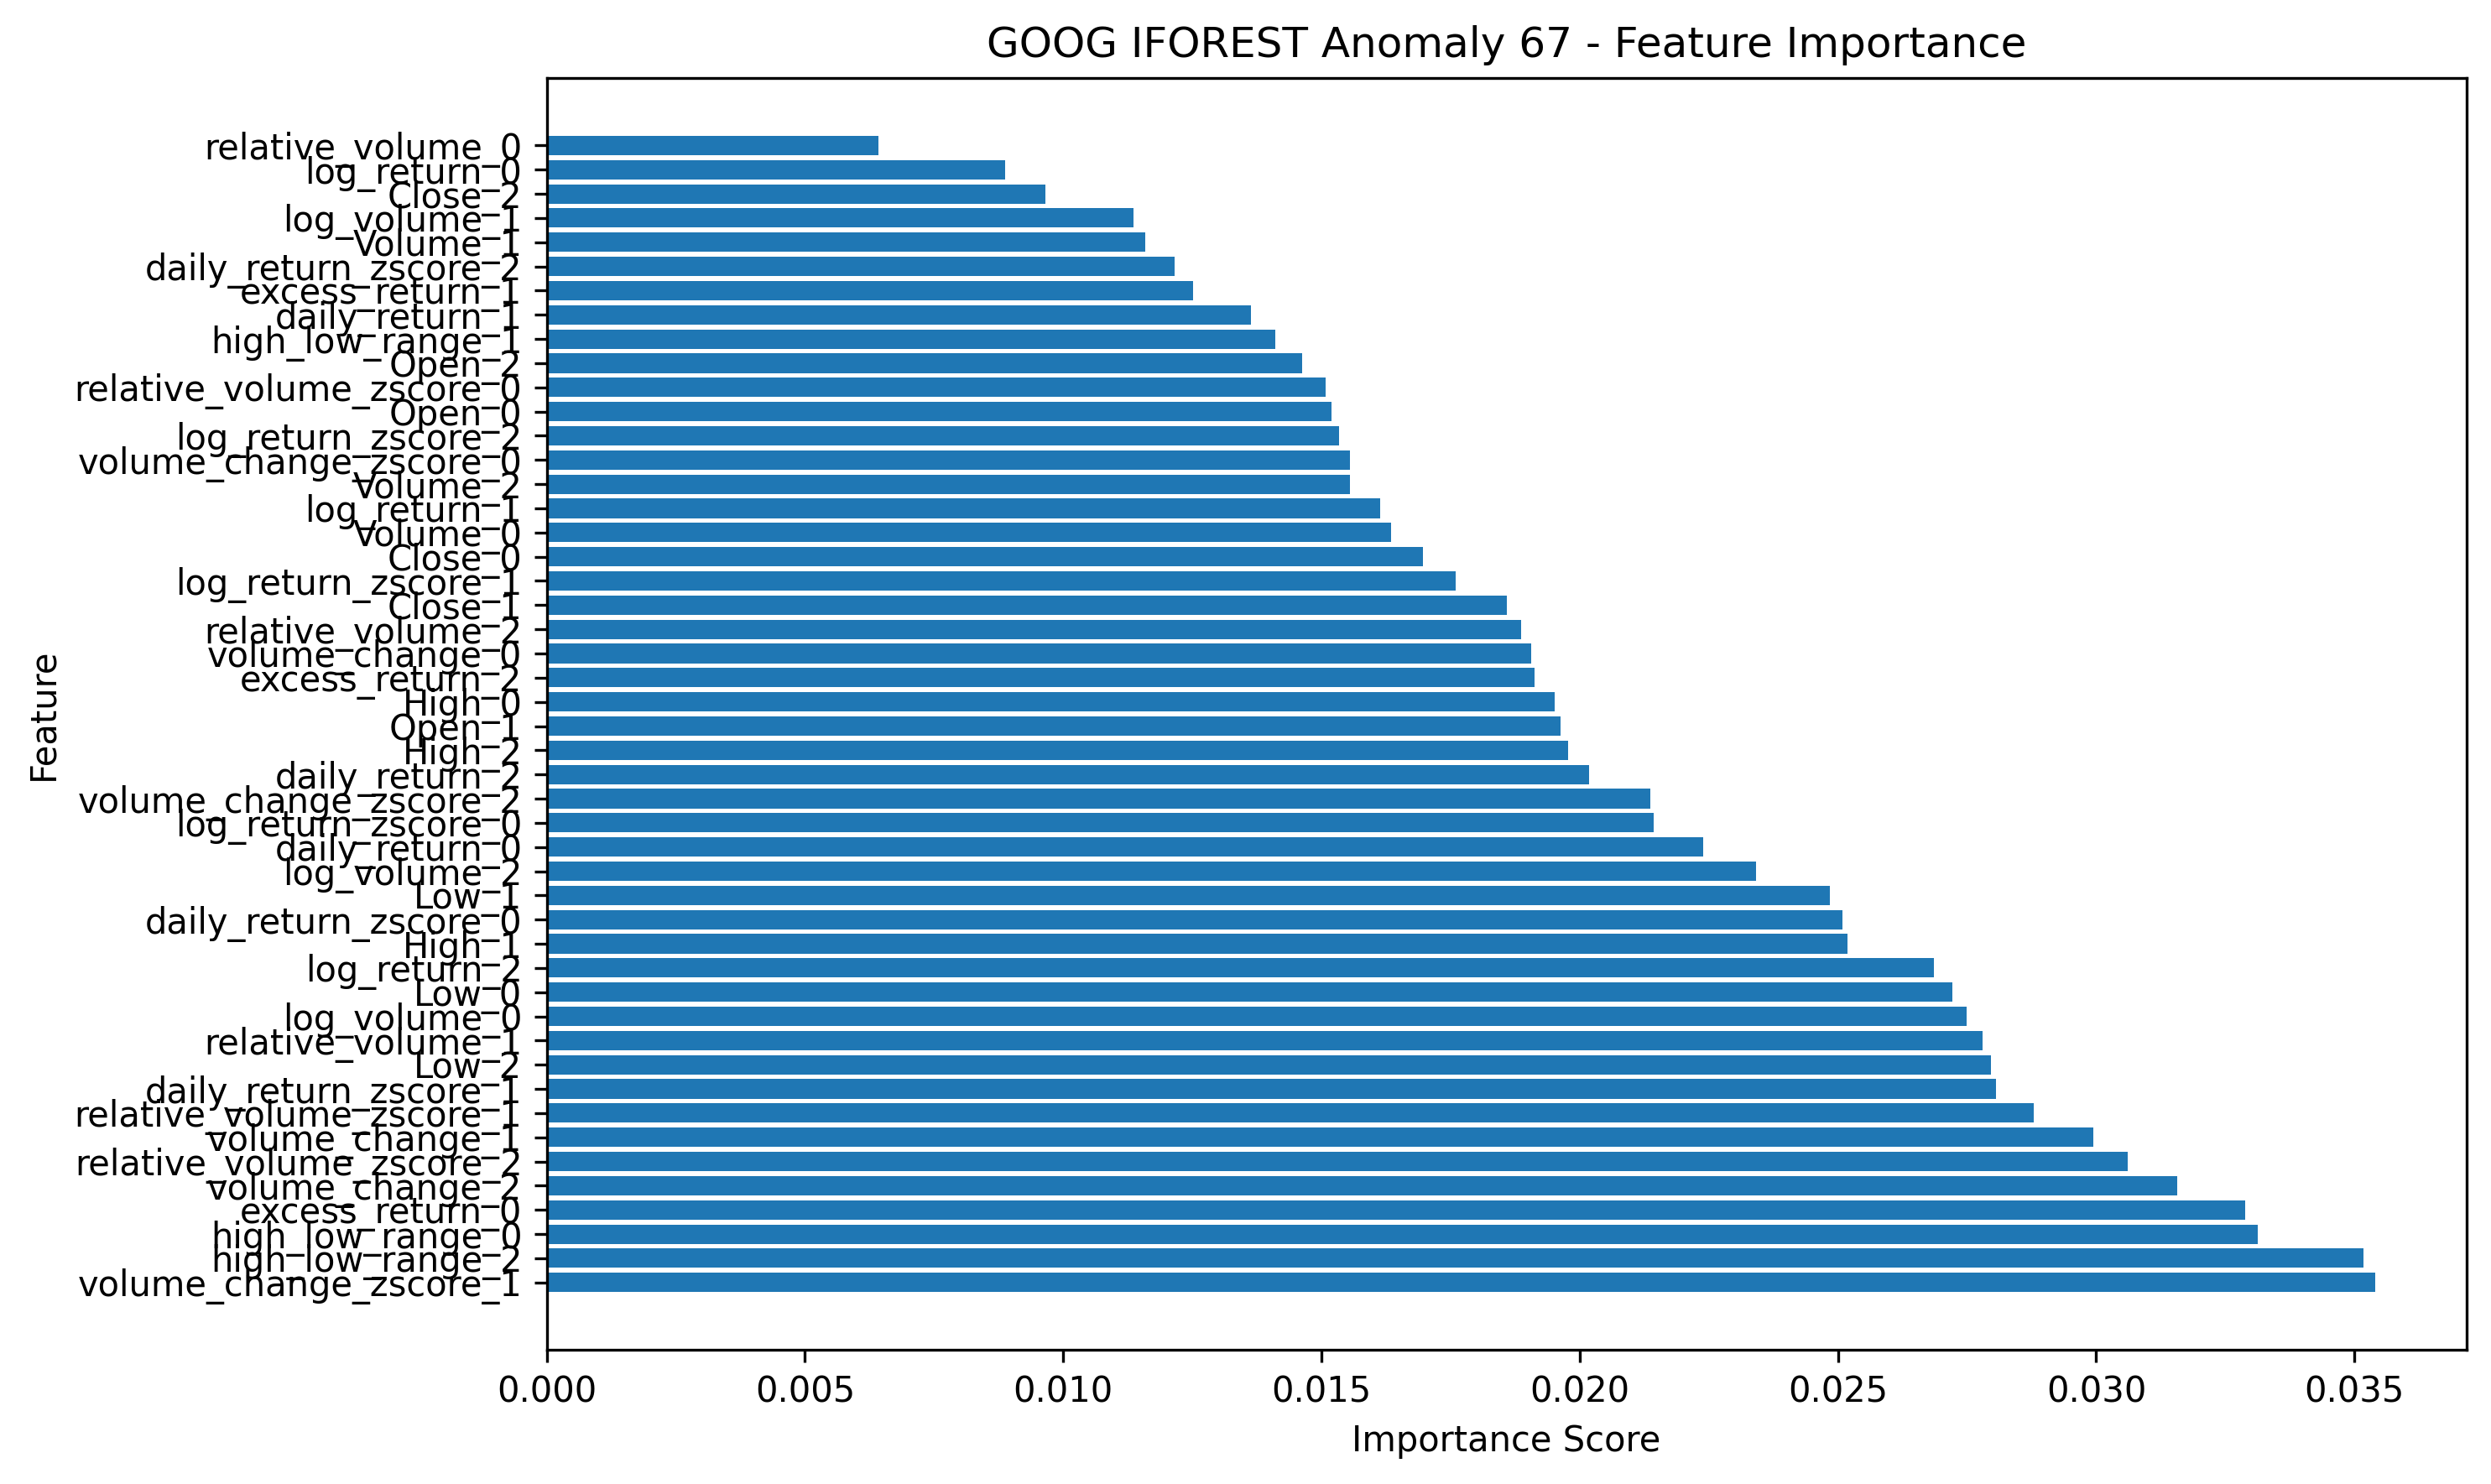 GOOG IFOREST Anomaly 67 - Feature Importance
relative_volume_0
log_return_0
Close_2
log_volume_1
Volume_1
daily_return_zscore_2
excess_return_1
daily_return_1
high_low_range_1
Open_2
relative_volume_zscore_0
Open_0
log_return_zscore_2
volume_change_zscore_0
Volume_2
log_return_1
Volume_0
Close_0
log_return_zscore_1
Close_1
relative_volume_2
volume_change_0
excess_return_2
High_0
Open_1
High_2
daily_return_2
volume_change_zscore_2
log_return_zscore_0
daily_return_0
log_volume_2
Low_1
daily_return_zscore_0
High_1
log_return_2
Low_0
log_volume_0
relative_volume_1
Low_2
daily_return_zscore_1
relative_volume_zscore_1
volume_change_1
relative_volume_zscore_2
volume_change_2
excess_return_0
high_low_range_0
high_low_range_2
volume_change_zscore_1
Feature
0.000 0.005 0.010 0.015 0.020 0.025 0.030 0.035
Importance Score